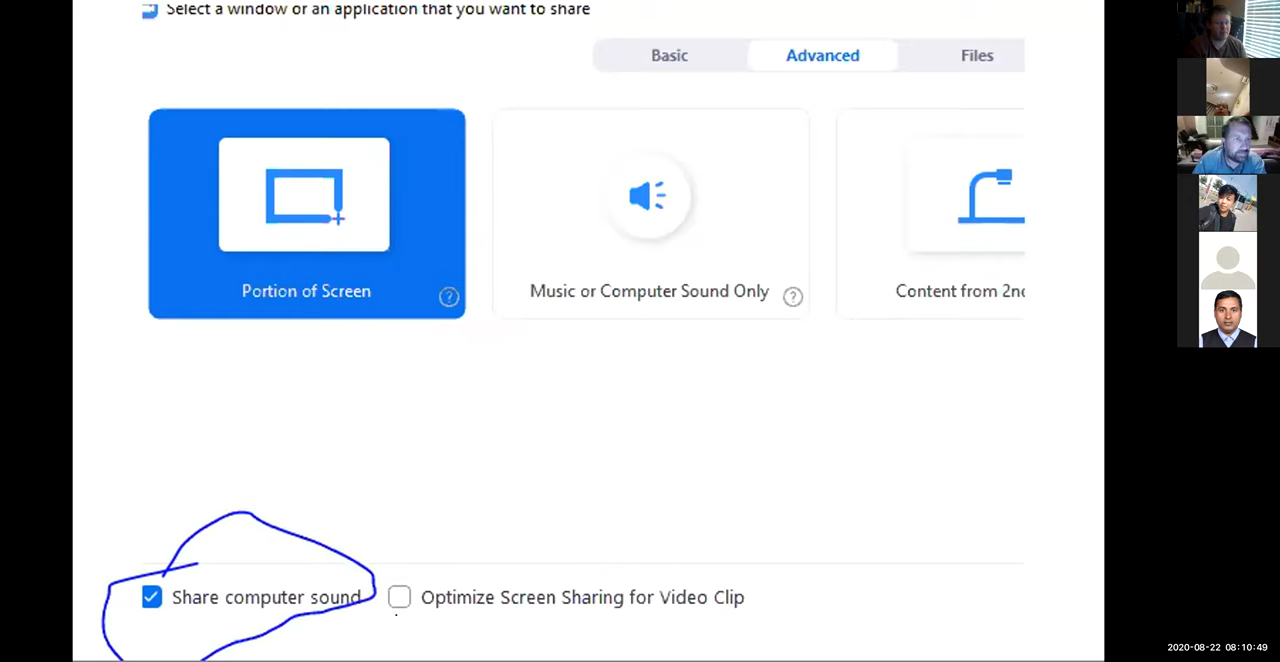 Select a window or an application that you want to share
Basic
Advanced
Files
Portion of Screen
?
Music or Computer Sound Only
?
Content from 2nd
Share computer sound
Optimize Screen Sharing for Video Clip
2020-08-22 08:10:49